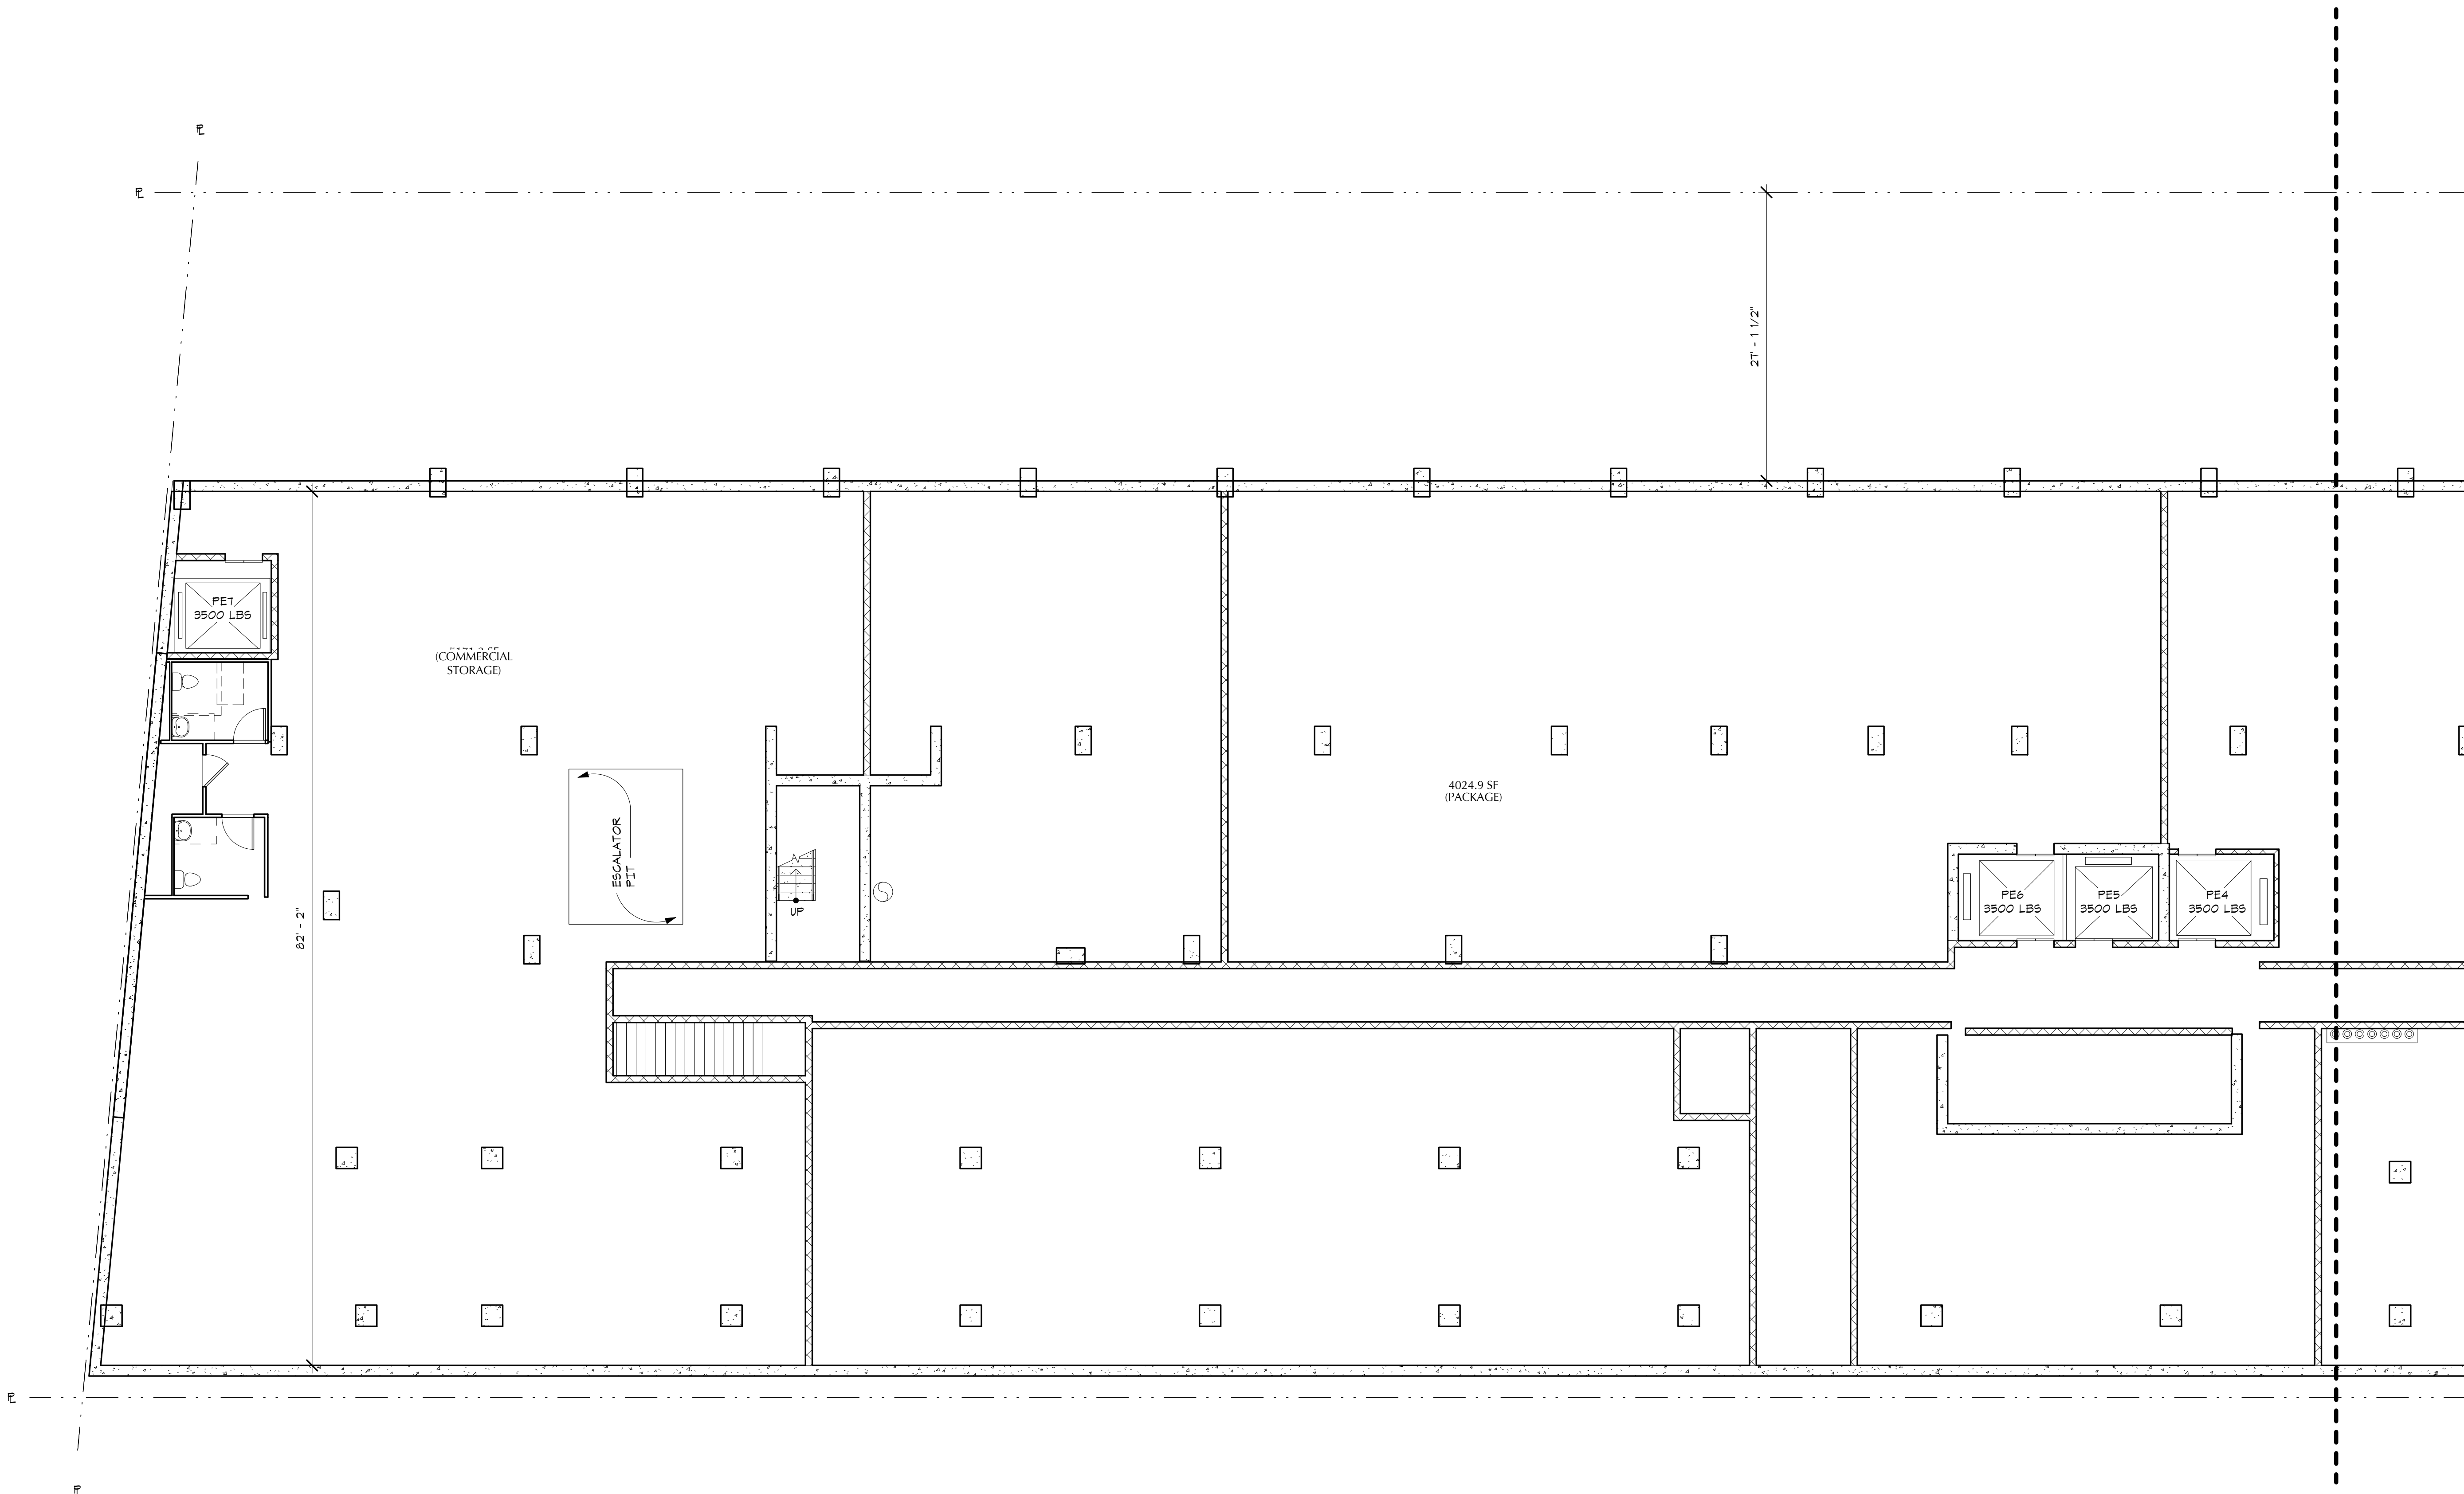 PL
PL
27' - 1 1/2"
PE7
3500 LBS
(COMMERCIAL
STORAGE)
4024.9 SF
(PACKAGE)
ESCALATOR
PIT
UP
82' - 2"
PE6
3500 LBS
PE5
3500 LBS
PE4
3500 LBS
PL
PL